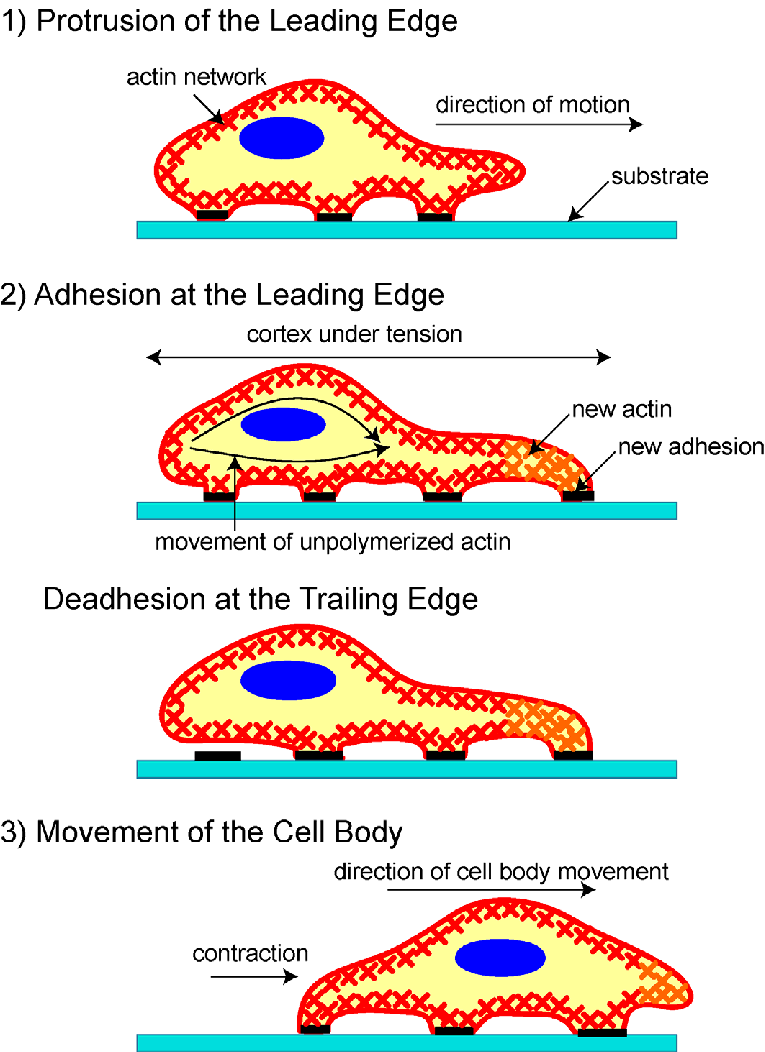 1) Protrusion of the Leading Edge
actin network
direction of motion
substrate
2) Adhesion at the Leading Edge
cortex under tension
new actin
new adhesion
movement of unpolymerized actin
Deadhesion at the Trailing Edge
3) Movement of the Cell Body
direction of cell body movement
contraction